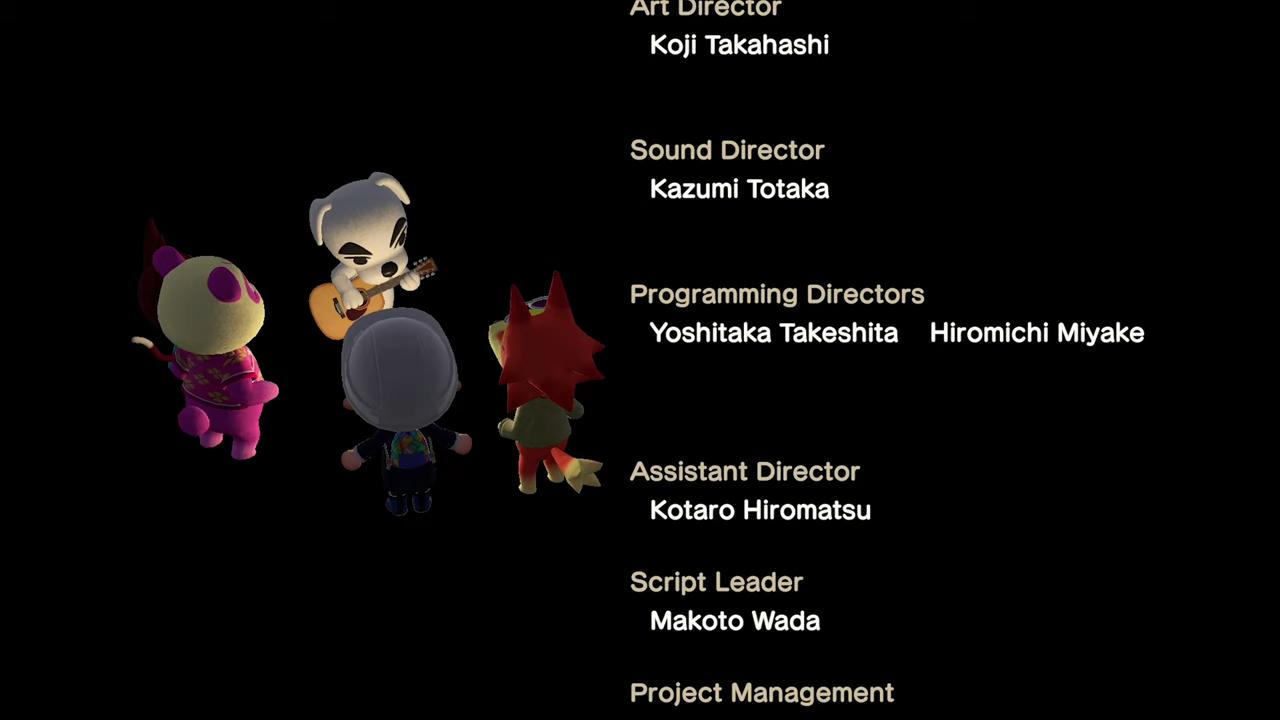 Art Director
Koji Takahashi
Sound Director
Kazumi Totaka
Programming Directors
Yoshitaka Takeshita Hiromichi Miyake
Assistant Director
Kotaro Hiromatsu
Script Leader
Makoto Wada
Project Management